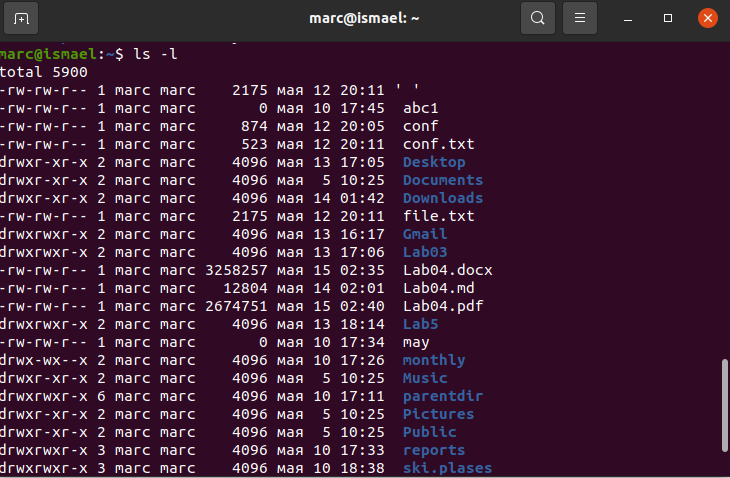 marc@ismael: ~
marc@ismael:~$ ls -l
total 5900
-rw-rw-r-- 1 marc marc    2175 мая 12 20:11 ' '
-rw-rw-r-- 1 marc marc       0 мая 10 17:45  abc1
-rw-rw-r-- 1 marc marc     874 мая 12 20:05  conf
-rw-rw-r-- 1 marc marc     523 мая 12 20:11  conf.txt
drwxr-xr-x 2 marc marc    4096 мая 13 17:05  Desktop
drwxr-xr-x 2 marc marc    4096 мая  5 10:25  Documents
drwxr-xr-x 2 marc marc    4096 мая 14 01:42  Downloads
-rw-rw-r-- 1 marc marc    2175 мая 12 20:11  file.txt
drwxrwxr-x 2 marc marc    4096 мая 13 16:17  Gmail
drwxrwxr-x 2 marc marc    4096 мая 13 17:06  Lab03
-rw-rw-r-- 1 marc marc 3258257 мая 15 02:35  Lab04.docx
-rw-rw-r-- 1 marc marc   12804 мая 14 02:01  Lab04.md
-rw-rw-r-- 1 marc marc 2674751 мая 15 02:40  Lab04.pdf
drwxrwxr-x 2 marc marc    4096 мая 13 18:14  Lab5
-rw-rw-r-- 1 marc marc       0 мая 10 17:34  may
drwx-wx--x 2 marc marc    4096 мая 10 17:26  monthly
drwxr-xr-x 2 marc marc    4096 мая  5 10:25  Music
drwxrwxr-x 6 marc marc    4096 мая 10 17:11  parentdir
drwxr-xr-x 2 marc marc    4096 мая  5 10:25  Pictures
drwxr-xr-x 2 marc marc    4096 мая  5 10:25  Public
drwxrwxr-x 3 marc marc    4096 мая 10 17:33  reports
drwxrwxr-x 3 marc marc    4096 мая 10 18:38  ski.plases